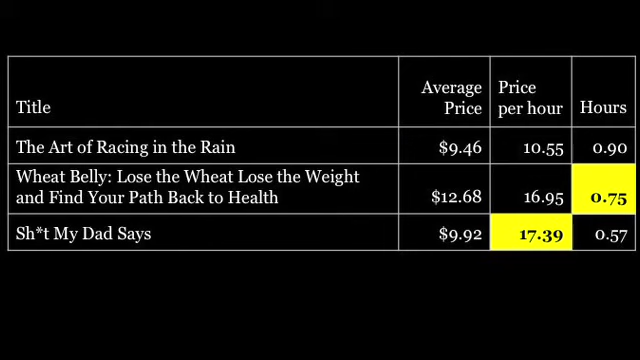 Title Average Price Price per hour Hours
The Art of Racing in the Rain $9.46 10.55 0.90
Wheat Belly: Lose the Wheat Lose the Weight
and Find Your Path Back to Health $12.68 16.95 0.75
Sh*t My Dad Says $9.92 17.39 0.57